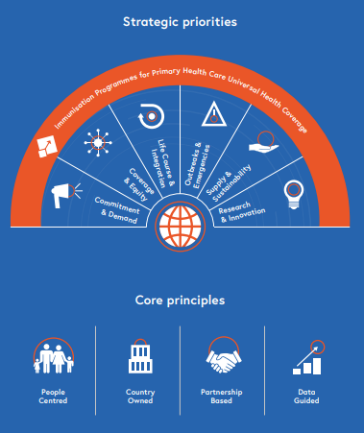 Strategic priorities
Immunisation Programmes for Primary Health Care Universal Health Coverage
Commitment
& Demand
Coverage
& Equity
Life Course &
Integration
Outbreaks &
Emergencies
Supply &
Sustainability
Research
& Innovation
Core principles
People
Centred
Country
Owned
Partnership
Based
Data
Guided